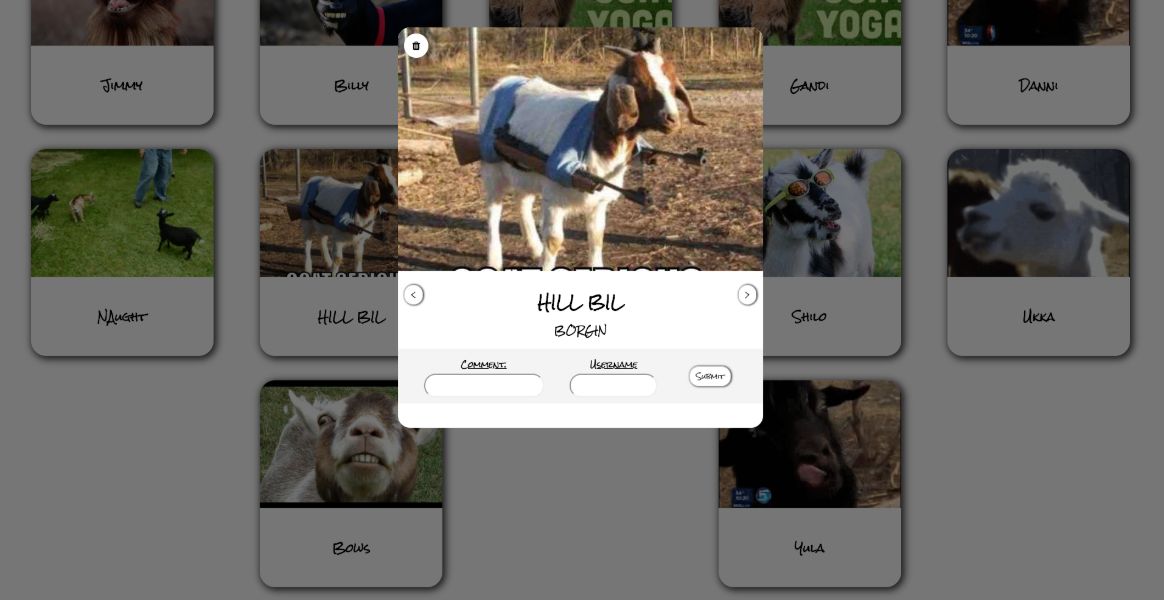 YOGA
YOGA
JIMMY
BILLY
GANDI
DANNI
NAUGHT
HILL BIL
SHILO
UKKA
BOWS
YULA
HILL BIL
BORGIN
COMMENT:
USERNAME
SUBMIT